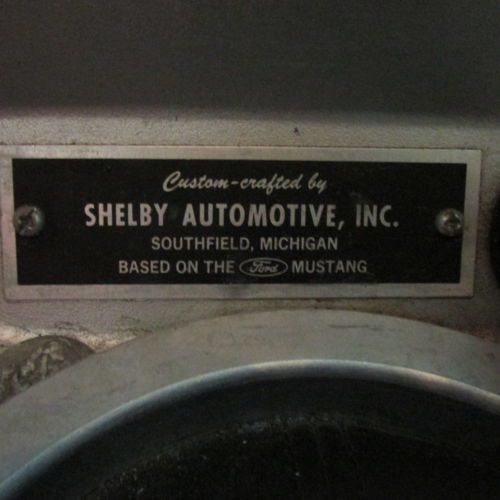 Custom-crafted by
SHELBY AUTOMOTIVE, INC.
SOUTHFIELD, MICHIGAN
BASED ON THE Ford MUSTANG